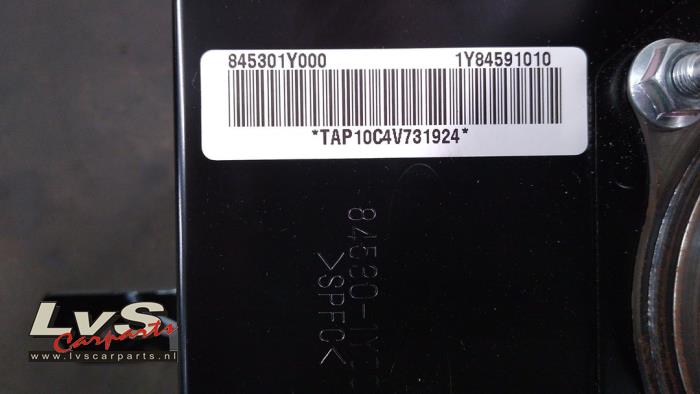 845301Y000 1Y84591010
*TAP10C4V731924*
>SPFC<
LvS
Carparts
www.lvscarparts.nl